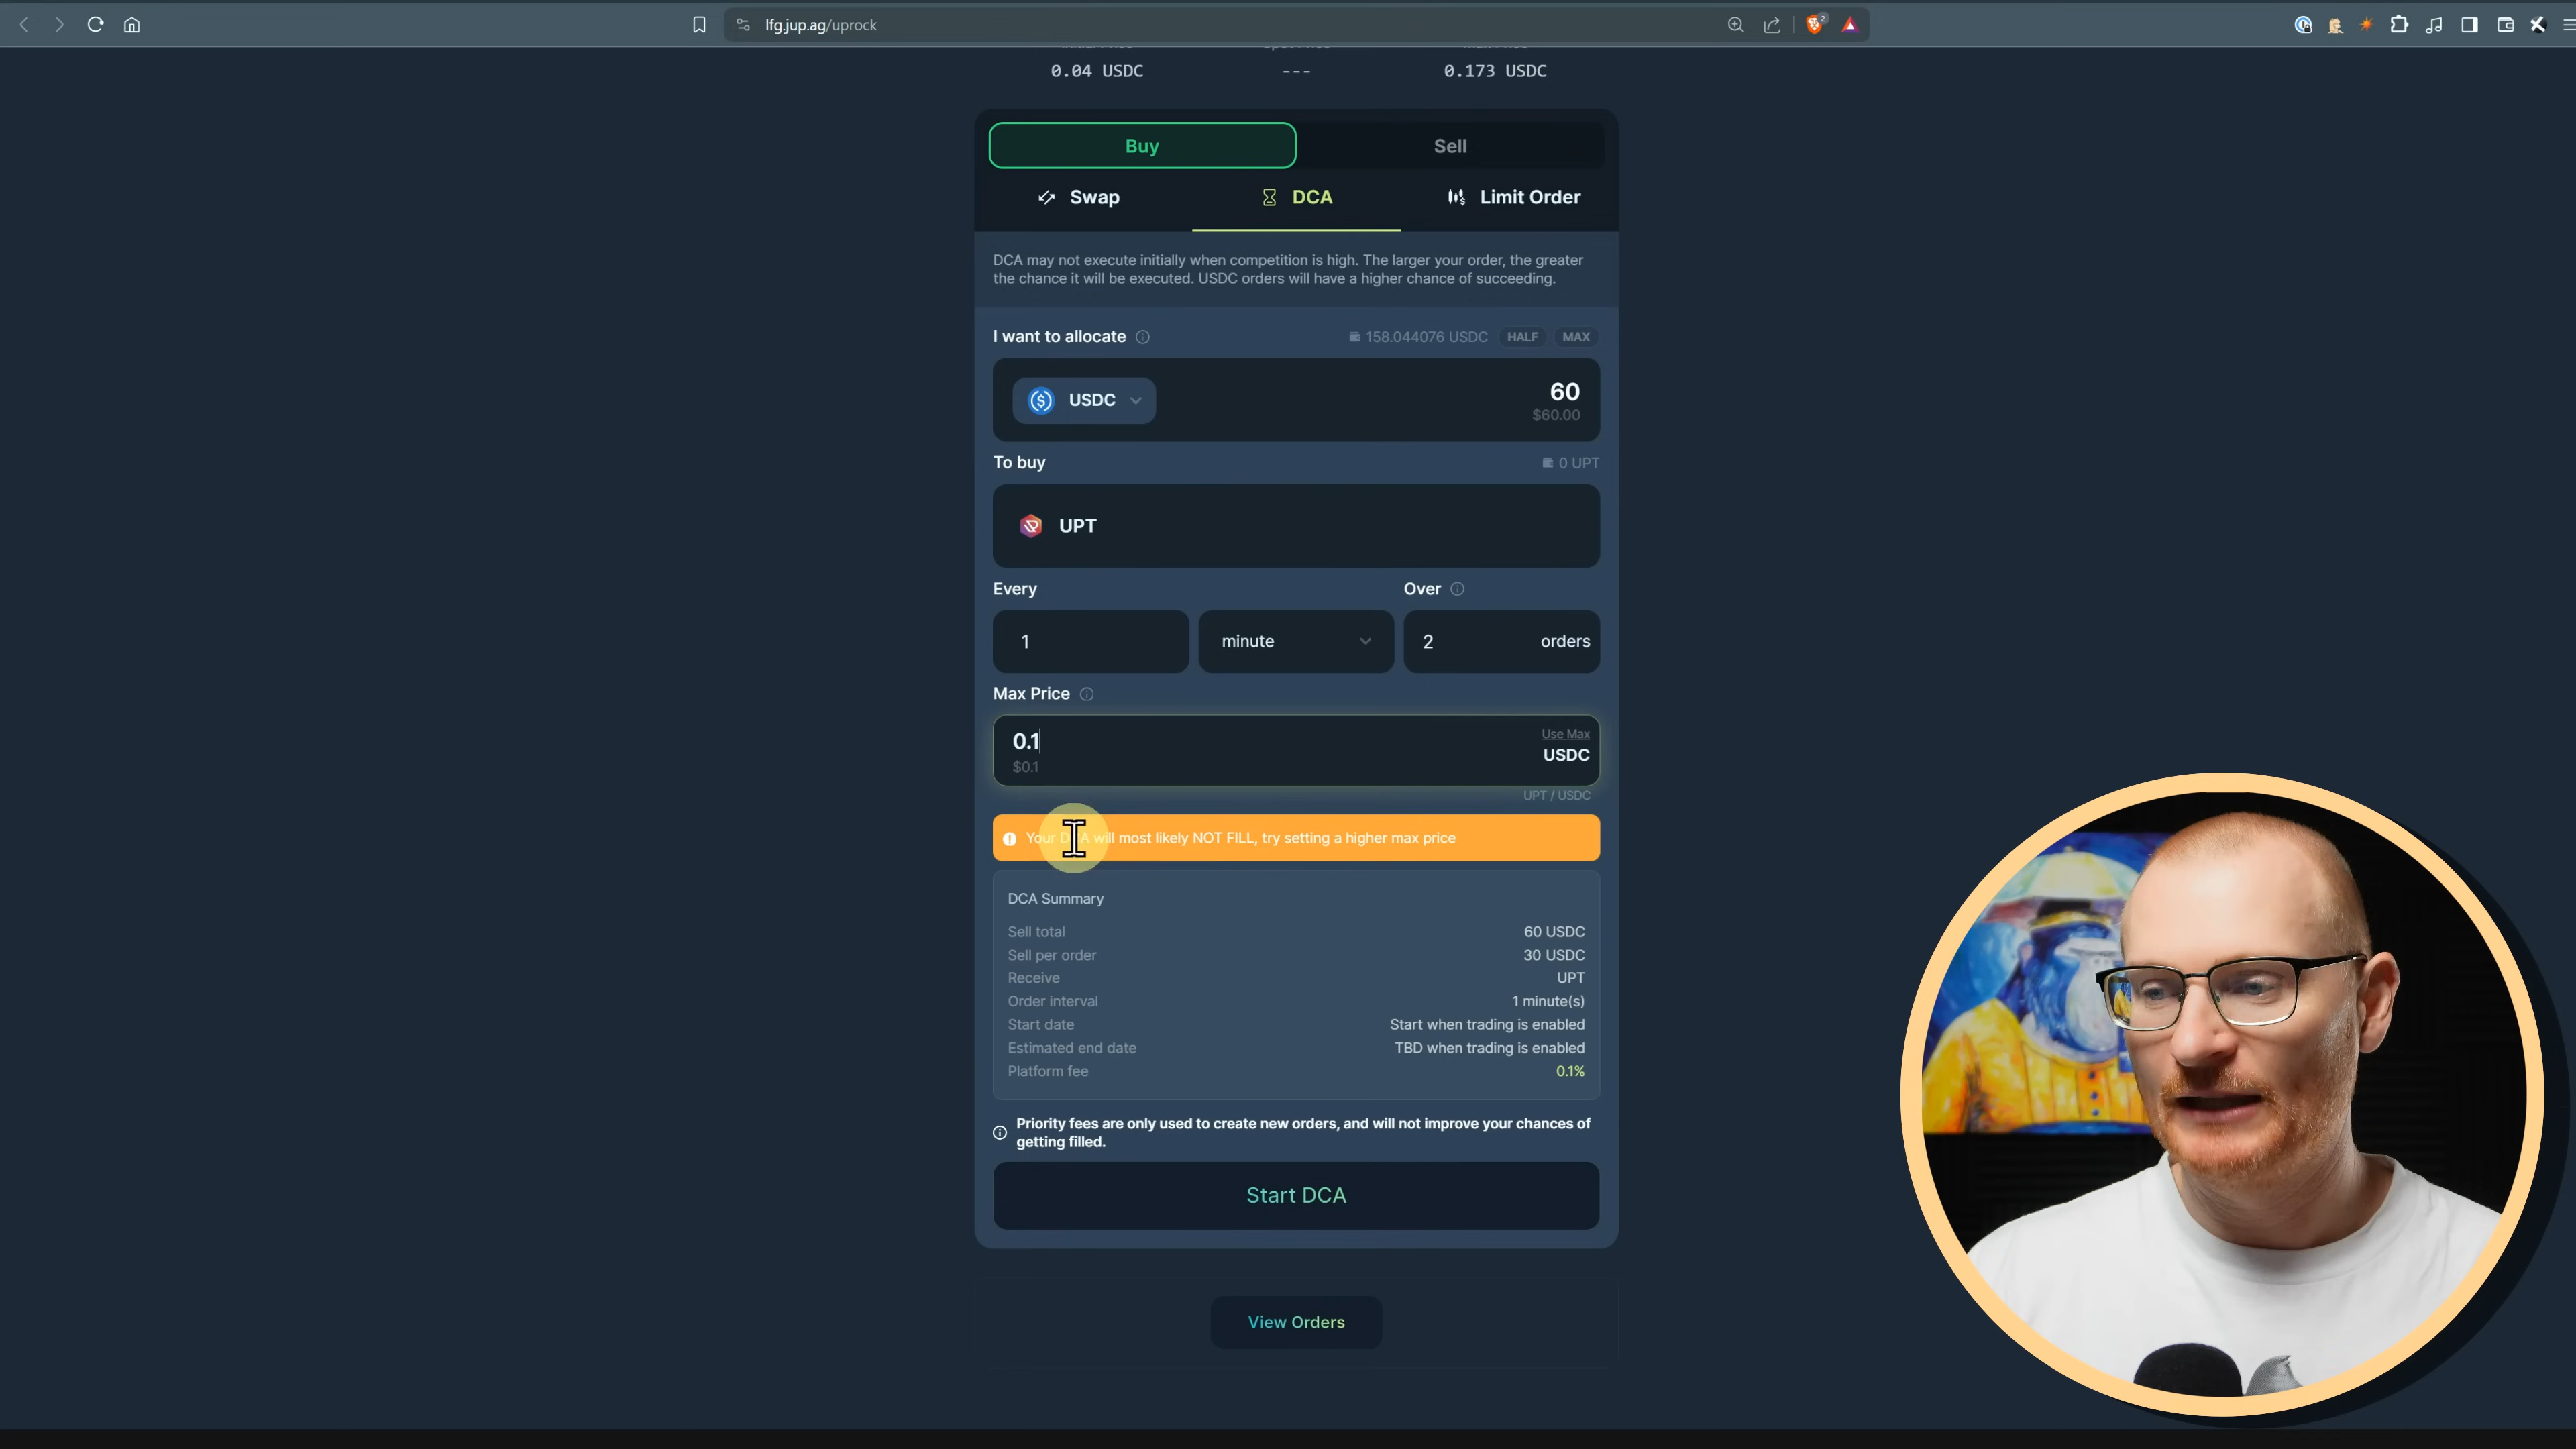 lfg.jup.ag/uprock
2
0.04 USDC
---
0.173 USDC
Buy
Sell
Swap
DCA
Limit Order
DCA may not execute initially when competition is high. The larger your order, the greater
the chance it will be executed. USDC orders will have a higher chance of succeeding.
I want to allocate
158.044076 USDC
HALF
MAX
USDC
60
$60.00
To buy
0 UPT
UPT
Every
Over
1
minute
2
orders
Max Price
0.1
Use Max
$0.1
USDC
UPT / USDC
Your DCA will most likely NOT FILL, try setting a higher max price
DCA Summary
Sell total 60 USDC
Sell per order 30 USDC
Receive UPT
Order interval 1 minute(s)
Start date Start when trading is enabled
Estimated end date TBD when trading is enabled
Platform fee 0.1%
Priority fees are only used to create new orders, and will not improve your chances of
getting filled.
Start DCA
View Orders